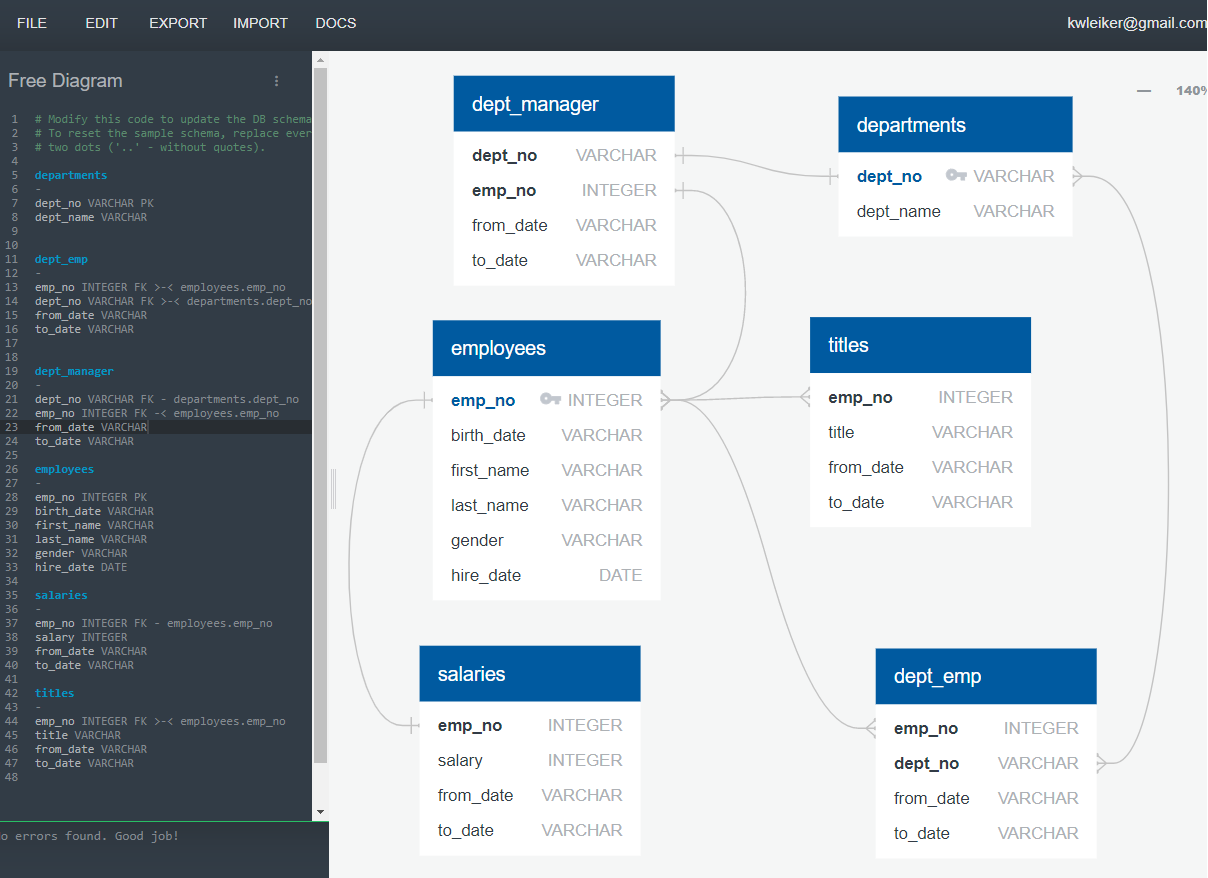 FILE EDIT EXPORT IMPORT DOCS kwleiker@gmail.com
Free Diagram
1 # Modify this code to update the DB schema
2 # To reset the sample schema, replace ever
3 # two dots ('..' - without quotes).
4
5 departments
6 -
7 dept_no VARCHAR PK
8 dept_name VARCHAR
9
10
11 dept_emp
12 -
13 emp_no INTEGER FK >-< employees.emp_no
14 dept_no VARCHAR FK >-< departments.dept_no
15 from_date VARCHAR
16 to_date VARCHAR
17
18
19 dept_manager
20 -
21 dept_no VARCHAR FK - departments.dept_no
22 emp_no INTEGER FK -< employees.emp_no
23 from_date VARCHAR
24 to_date VARCHAR
25
26 employees
27 -
28 emp_no INTEGER PK
29 birth_date VARCHAR
30 first_name VARCHAR
31 last_name VARCHAR
32 gender VARCHAR
33 hire_date DATE
34
35 salaries
36 -
37 emp_no INTEGER FK - employees.emp_no
38 salary INTEGER
39 from_date VARCHAR
40 to_date VARCHAR
41
42 titles
43 -
44 emp_no INTEGER FK >-< employees.emp_no
45 title VARCHAR
46 from_date VARCHAR
47 to_date VARCHAR
48
o errors found. Good job!
140%
dept_manager
dept_no VARCHAR
emp_no INTEGER
from_date VARCHAR
to_date VARCHAR
departments
dept_no VARCHAR
dept_name VARCHAR
employees
emp_no INTEGER
birth_date VARCHAR
first_name VARCHAR
last_name VARCHAR
gender VARCHAR
hire_date DATE
titles
emp_no INTEGER
title VARCHAR
from_date VARCHAR
to_date VARCHAR
salaries
emp_no INTEGER
salary INTEGER
from_date VARCHAR
to_date VARCHAR
dept_emp
emp_no INTEGER
dept_no VARCHAR
from_date VARCHAR
to_date VARCHAR